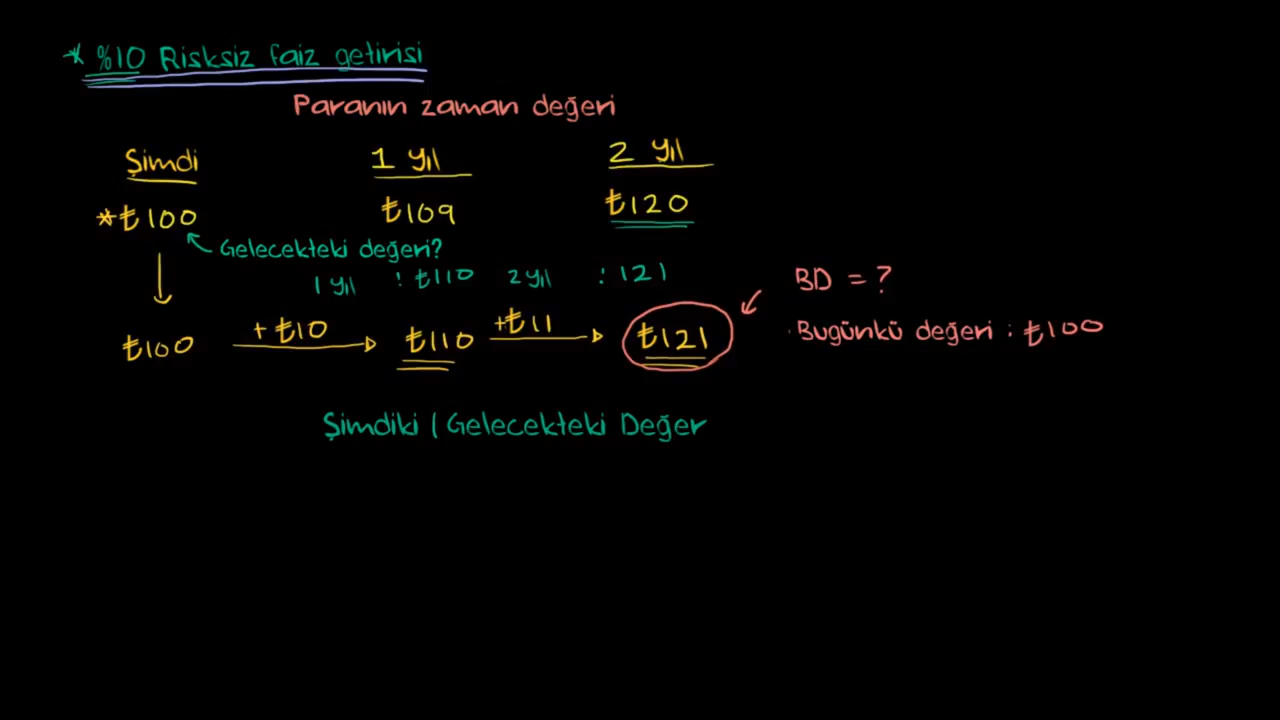 * %10 Risksiz faiz getirisi
Paranın zaman değeri
Şimdi 1 yıl 2 yıl
*₺100 ₺109 ₺120
Gelecekteki değeri?
1 yıl : ₺110 2 yıl : 121
BD = ?
₺100 +₺10 ₺110 +₺11 ₺121 Bugünkü değeri : ₺100
Şimdiki | Gelecekteki Değer